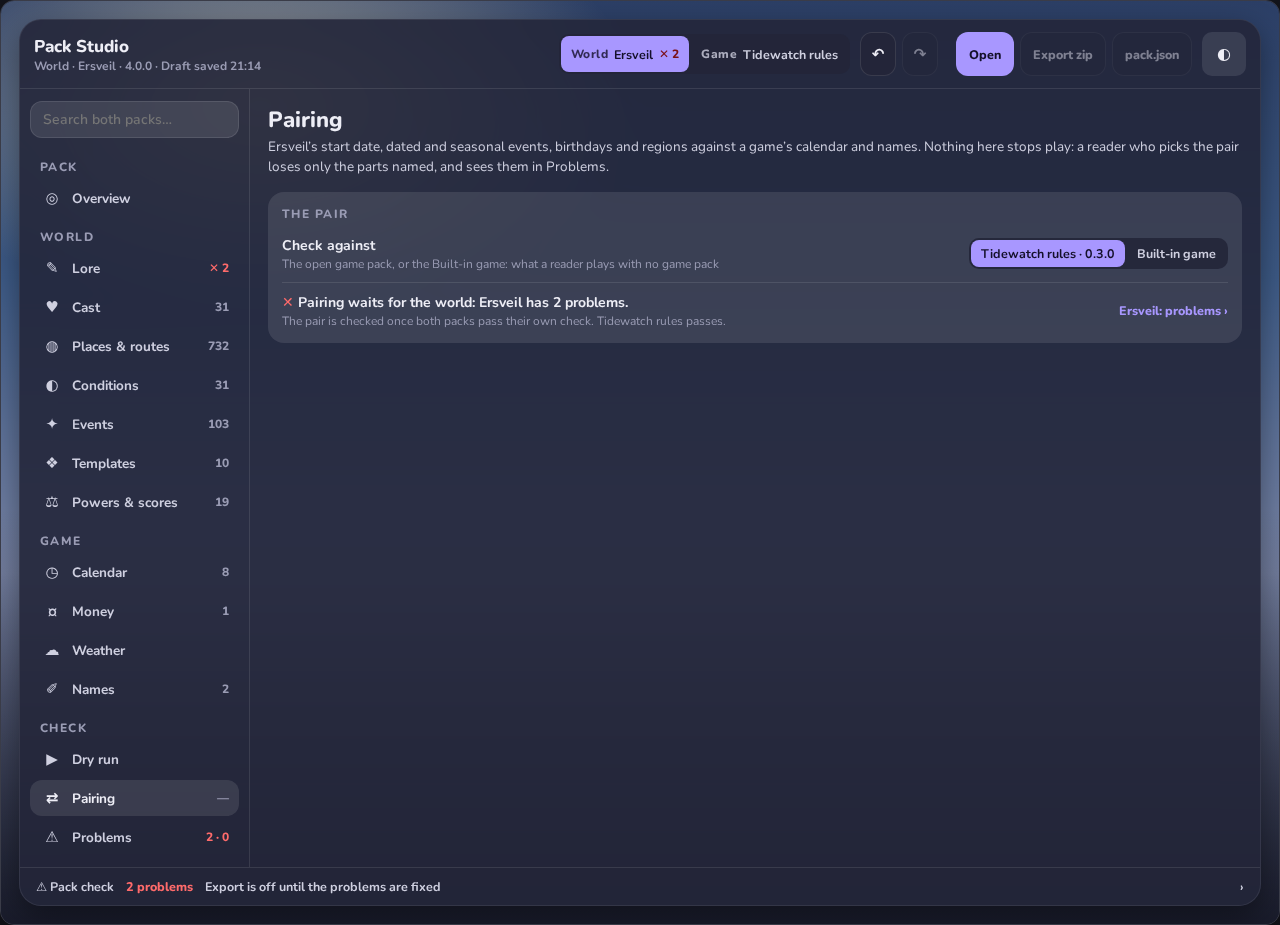 Pack Studio
World · Ersveil · 4.0.0 · Draft saved 21:14
World Ersveil ✕ 2
Game Tidewatch rules
↶
↷
Open
Export zip
pack.json
◐
Search both packs…
PACK
◎ Overview
WORLD
✎ Lore ✕ 2
♥ Cast 31
◍ Places & routes 732
◐ Conditions 31
✦ Events 103
❖ Templates 10
⚖ Powers & scores 19
GAME
◷ Calendar 8
¤ Money 1
☁ Weather
✐ Names 2
CHECK
▶ Dry run
⇄ Pairing —
⚠ Problems 2 · 0
Pairing
Ersveil’s start date, dated and seasonal events, birthdays and regions against a game’s calendar and names. Nothing here stops play: a reader who picks the pair
loses only the parts named, and sees them in Problems.
THE PAIR
Check against
The open game pack, or the Built-in game: what a reader plays with no game pack
Tidewatch rules · 0.3.0
Built-in game
✕ Pairing waits for the world: Ersveil has 2 problems.
The pair is checked once both packs pass their own check. Tidewatch rules passes.
Ersveil: problems ›
⚠ Pack check 2 problems Export is off until the problems are fixed ›